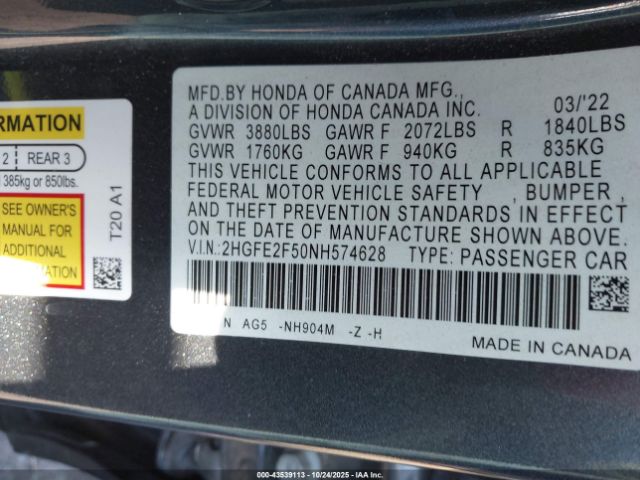 RMATION
2 REAR 3
385kg or 850lbs.
SEE OWNER'S
MANUAL FOR
ADDITIONAL
T20 A1
MFD.BY HONDA OF CANADA MFG.,
A DIVISION OF HONDA CANADA INC. 03/'22
GVWR 3880LBS GAWR F 2072LBS R 1840LBS
GVWR 1760KG GAWR F 940KG R 835KG
THIS VEHICLE CONFORMS TO ALL APPLICABLE
FEDERAL MOTOR VEHICLE SAFETY , BUMPER ,
AND THEFT PREVENTION STANDARDS IN EFFECT
ON THE DATE OF MANUFACTURE SHOWN ABOVE.
V.I.N.:2HGFE2F50NH574628 TYPE: PASSENGER CAR
N AG5 -NH904M -Z -H
MADE IN CANADA
000-43539113 - 10/24/2025 - IAA Inc.